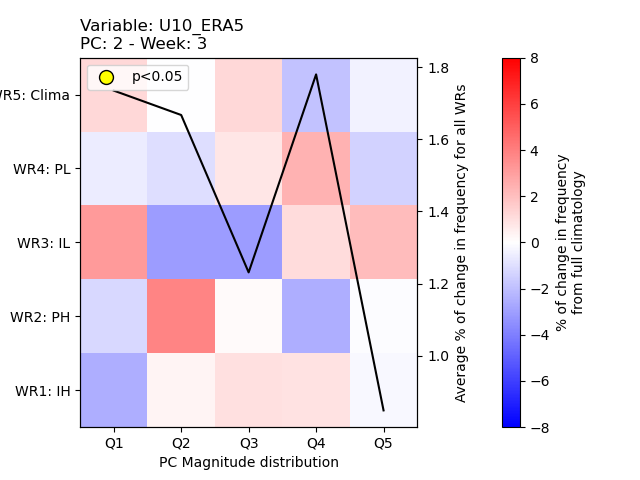 Variable: U10_ERA5
PC: 2 - Week: 3
p<0.05
WR5: Clima
WR4: PL
WR3: IL
WR2: PH
WR1: IH
Q1 Q2 Q3 Q4 Q5
PC Magnitude distribution
1.8
1.6
1.4
1.2
1.0
Average % of change in frequency for all WRs
8
6
4
2
0
−2
−4
−6
−8
% of change in frequency
from full climatology